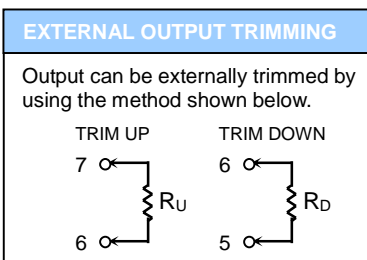 EXTERNAL OUTPUT TRIMMING
Output can be externally trimmed by
using the method shown below.
TRIM UP TRIM DOWN
7 6
RU RD
6 5